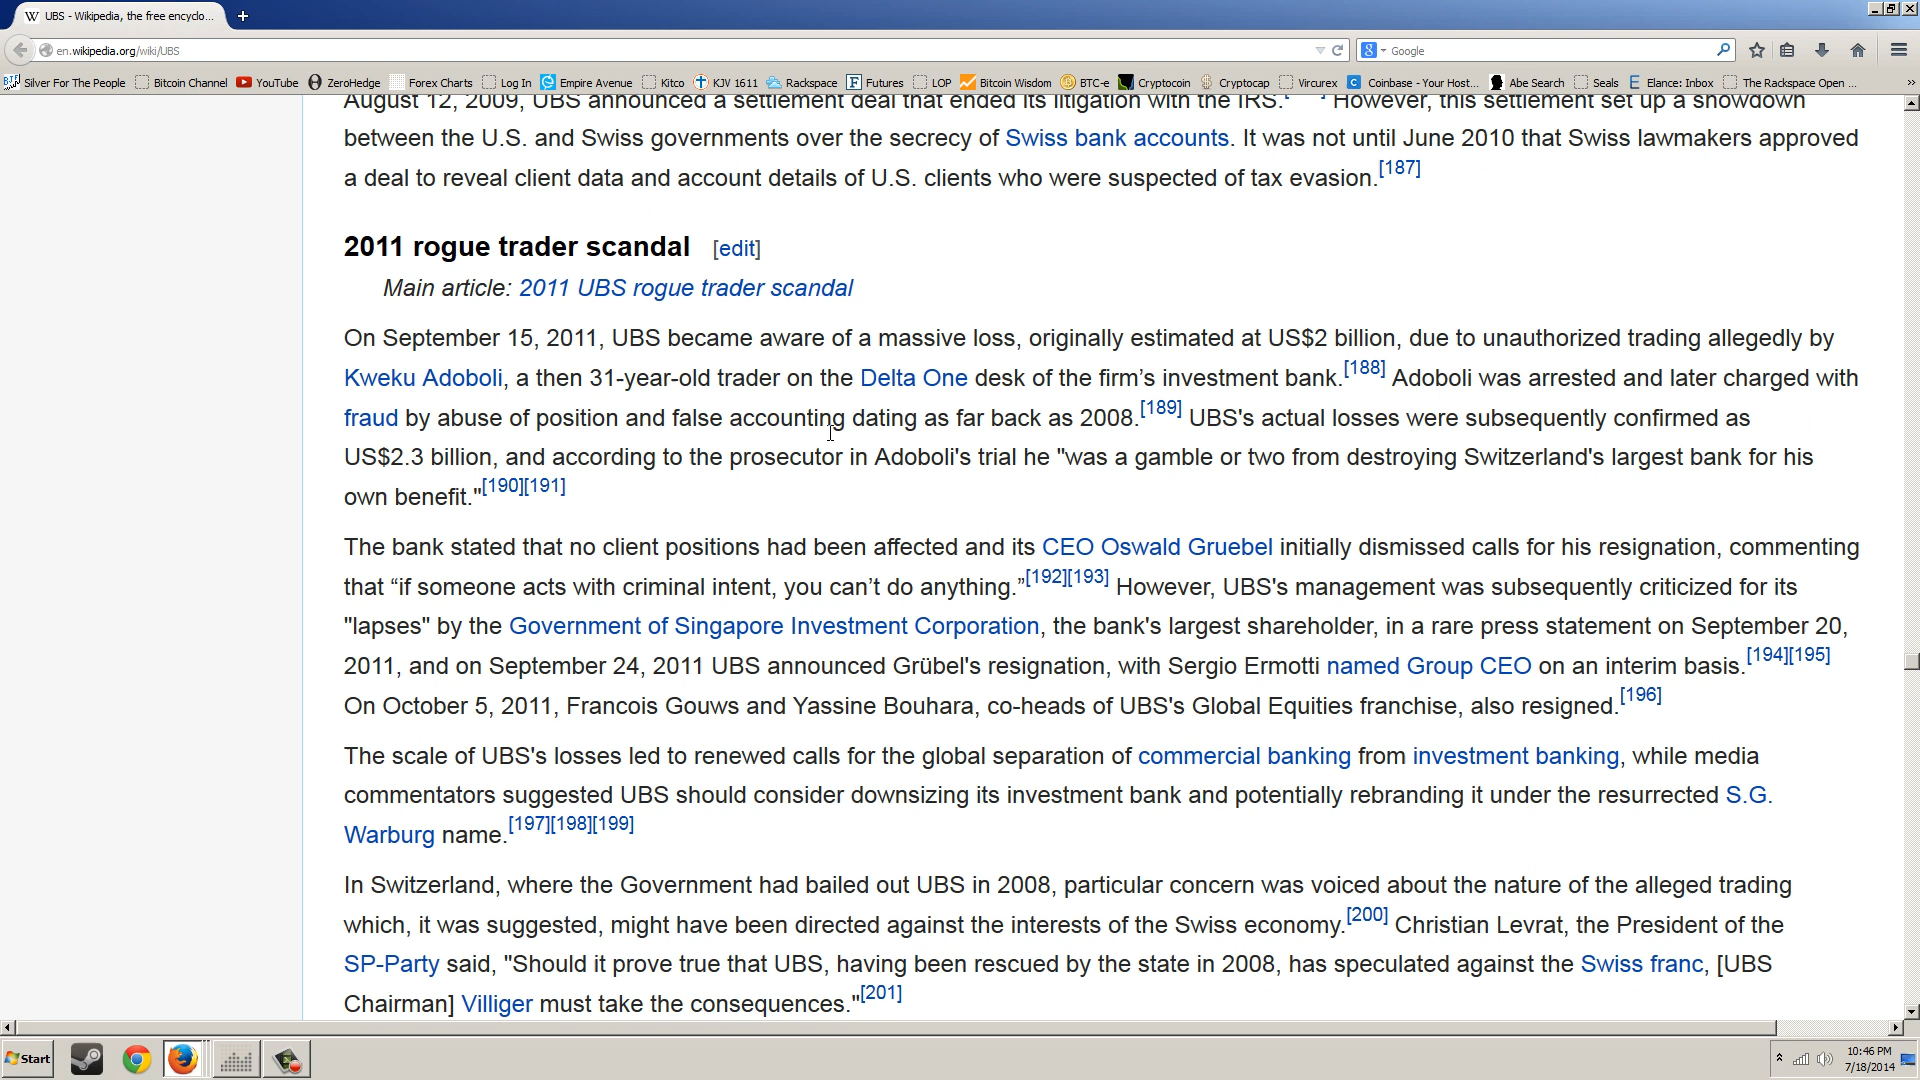 UBS - Wikipedia, the free encyclo...
en.wikipedia.org/wiki/UBS
Google
Silver For The People Bitcoin Channel YouTube ZeroHedge Forex Charts Log In Empire Avenue Kitco KJV 1611 Rackspace Futures LOP Bitcoin Wisdom BTC-e Cryptocoin Cryptocap Vircurex Coinbase - Your Host... Abe Search Seals Elance: Inbox The Rackspace Open ...
August 12, 2009, UBS announced a settlement deal that ended its litigation with the IRS. However, this settlement set up a showdown
between the U.S. and Swiss governments over the secrecy of Swiss bank accounts. It was not until June 2010 that Swiss lawmakers approved
a deal to reveal client data and account details of U.S. clients who were suspected of tax evasion.[187]
2011 rogue trader scandal [edit]
Main article: 2011 UBS rogue trader scandal
On September 15, 2011, UBS became aware of a massive loss, originally estimated at US$2 billion, due to unauthorized trading allegedly by
Kweku Adoboli, a then 31-year-old trader on the Delta One desk of the firm’s investment bank.[188] Adoboli was arrested and later charged with
fraud by abuse of position and false accounting dating as far back as 2008.[189] UBS's actual losses were subsequently confirmed as
US$2.3 billion, and according to the prosecutor in Adoboli's trial he "was a gamble or two from destroying Switzerland's largest bank for his
own benefit."[190][191]
The bank stated that no client positions had been affected and its CEO Oswald Gruebel initially dismissed calls for his resignation, commenting
that “if someone acts with criminal intent, you can’t do anything.”[192][193] However, UBS's management was subsequently criticized for its
"lapses" by the Government of Singapore Investment Corporation, the bank's largest shareholder, in a rare press statement on September 20,
2011, and on September 24, 2011 UBS announced Grübel's resignation, with Sergio Ermotti named Group CEO on an interim basis.[194][195]
On October 5, 2011, Francois Gouws and Yassine Bouhara, co-heads of UBS's Global Equities franchise, also resigned.[196]
The scale of UBS's losses led to renewed calls for the global separation of commercial banking from investment banking, while media
commentators suggested UBS should consider downsizing its investment bank and potentially rebranding it under the resurrected S.G.
Warburg name.[197][198][199]
In Switzerland, where the Government had bailed out UBS in 2008, particular concern was voiced about the nature of the alleged trading
which, it was suggested, might have been directed against the interests of the Swiss economy.[200] Christian Levrat, the President of the
SP-Party said, "Should it prove true that UBS, having been rescued by the state in 2008, has speculated against the Swiss franc, [UBS
Chairman] Villiger must take the consequences."[201]
Start
10:46 PM
7/18/2014